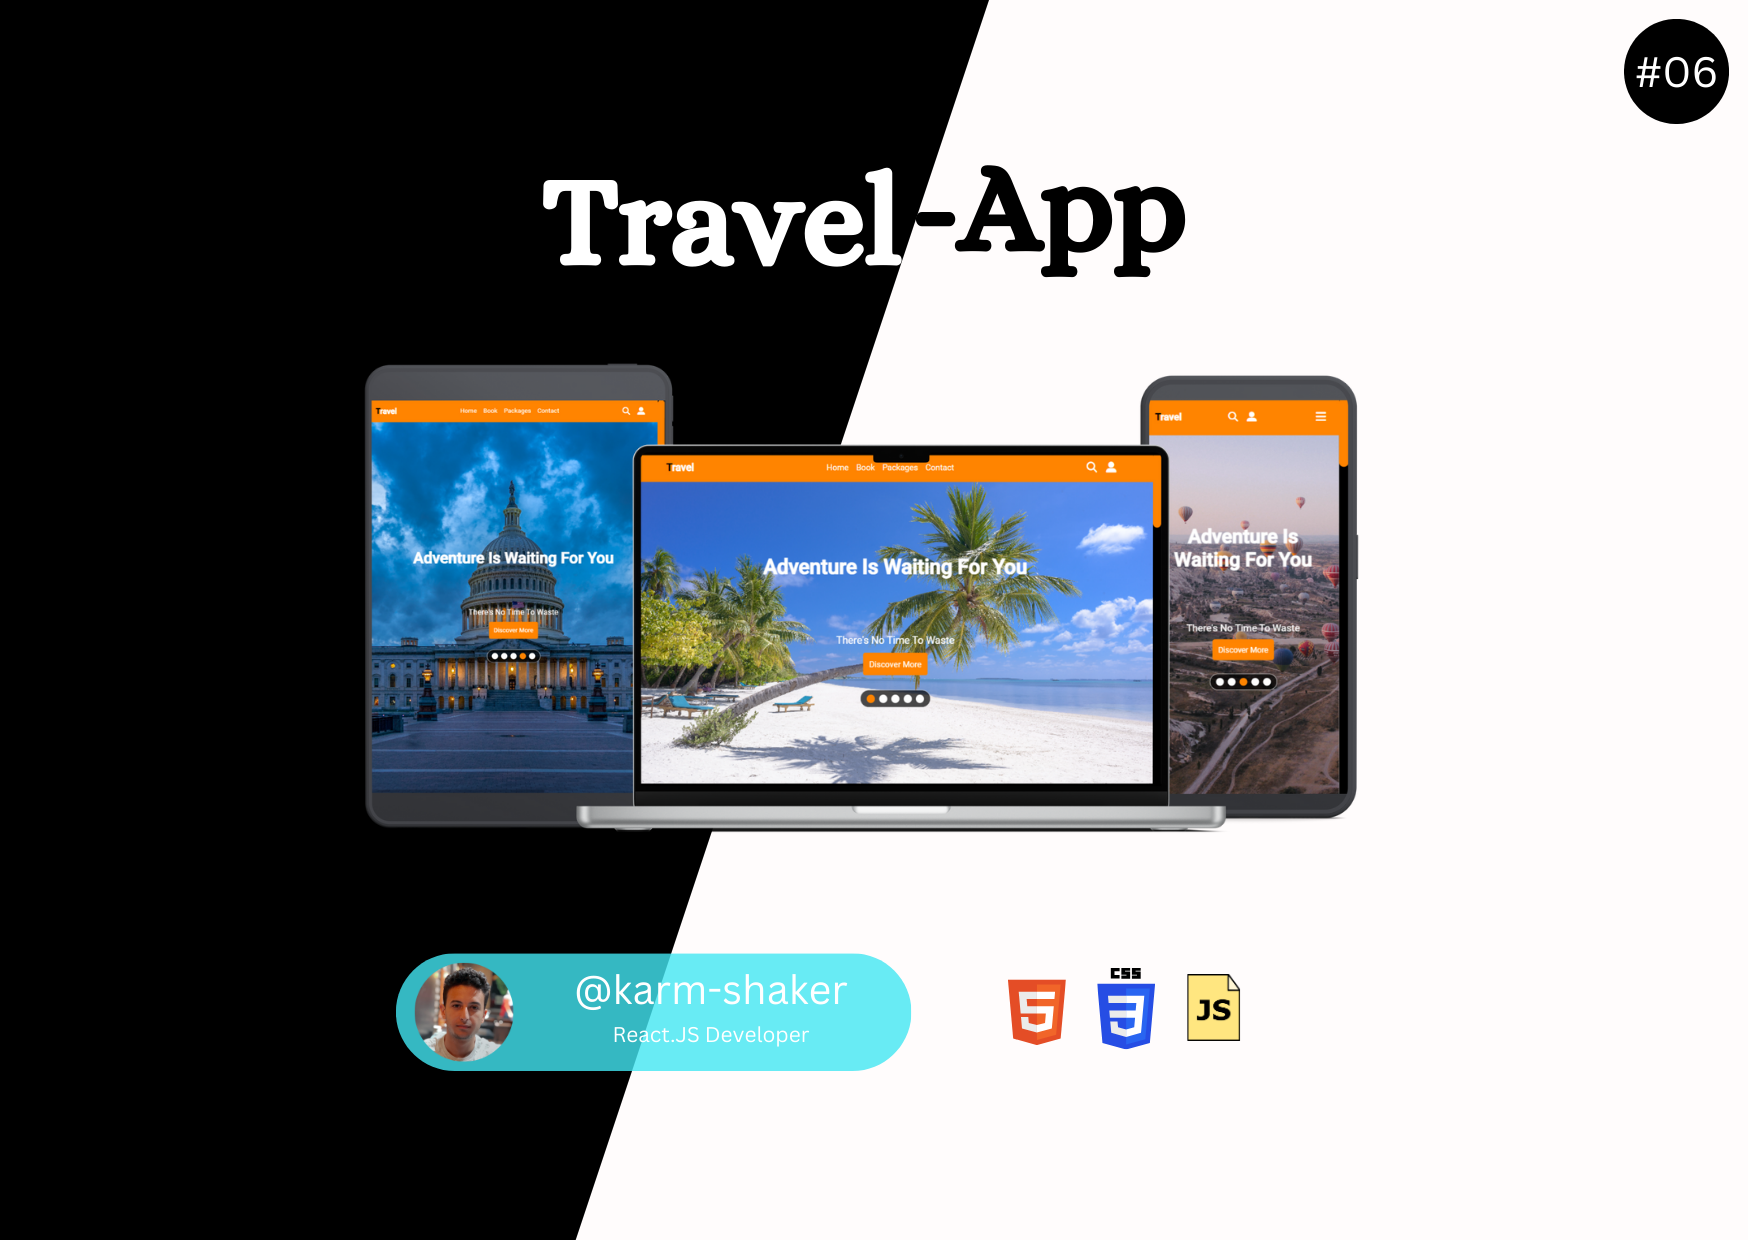 #06
Travel-App
Travel Home Book Packages Contact
Adventure Is Waiting For You
There's No Time To Waste
Discover More
Travel Home Book Packages Contact
Adventure Is Waiting For You
There's No Time To Waste
Discover More
Travel
Adventure Is
Waiting For You
There's No Time To Waste
Discover More
@karm-shaker
React.JS Developer
5
CSS
3
JS